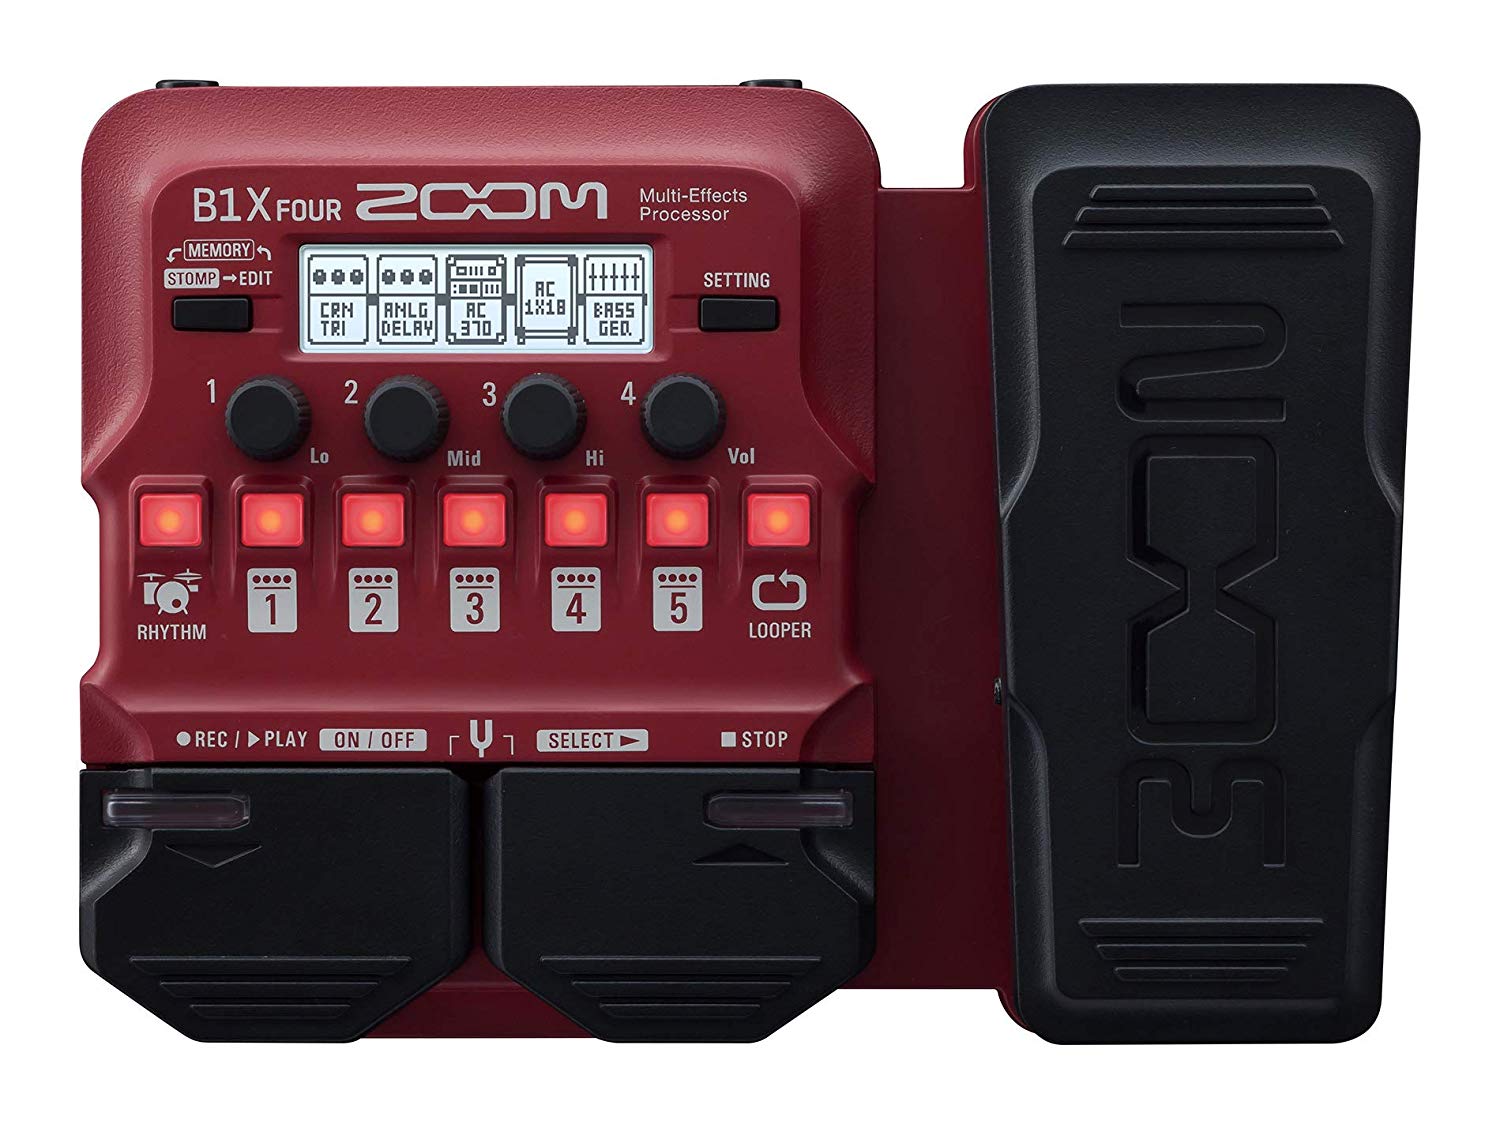 B1X FOUR ZOOM Multi-Effects Processor
MEMORY
STOMP → EDIT
SETTING
CRN TRI
ANLG DELAY
AC 370
AC 1X18
BASS GEQ.
1 2 3 4
Lo Mid Hi Vol
1 2 3 4 5
RHYTHM
LOOPER
REC / PLAY ON / OFF SELECT STOP
ZOOM